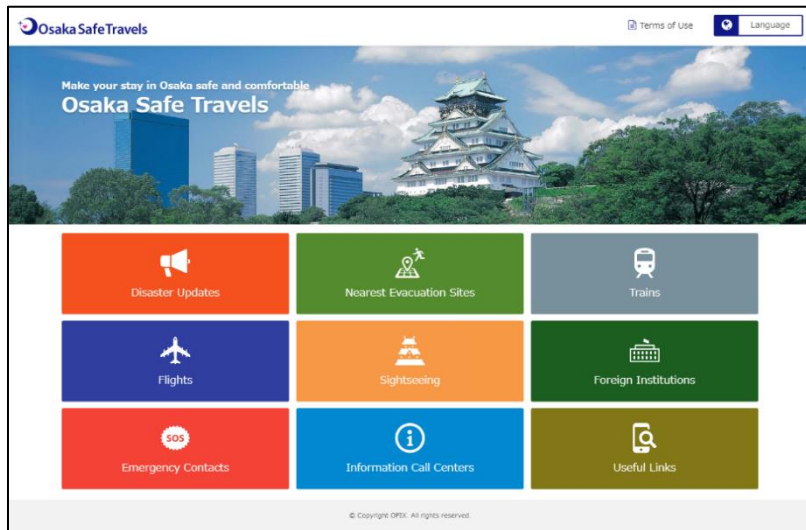 Osaka Safe Travels
Terms of Use
Language
Make your stay in Osaka safe and comfortable
Osaka Safe Travels
Disaster Updates
Nearest Evacuation Sites
Trains
Flights
Sightseeing
Foreign Institutions
SOS
Emergency Contacts
Information Call Centers
Useful Links
© Copyright OFIX. All rights reserved.